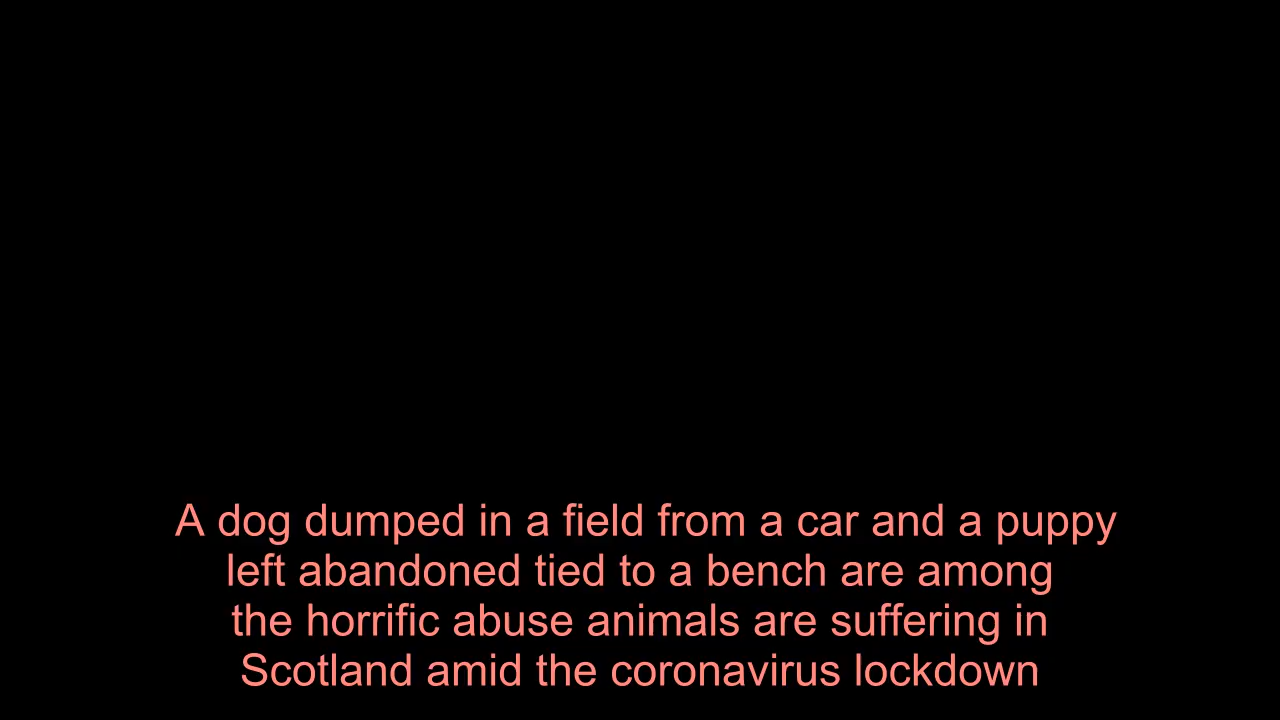 A dog dumped in a field from a car and a puppy
left abandoned tied to a bench are among
the horrific abuse animals are suffering in
Scotland amid the coronavirus lockdown